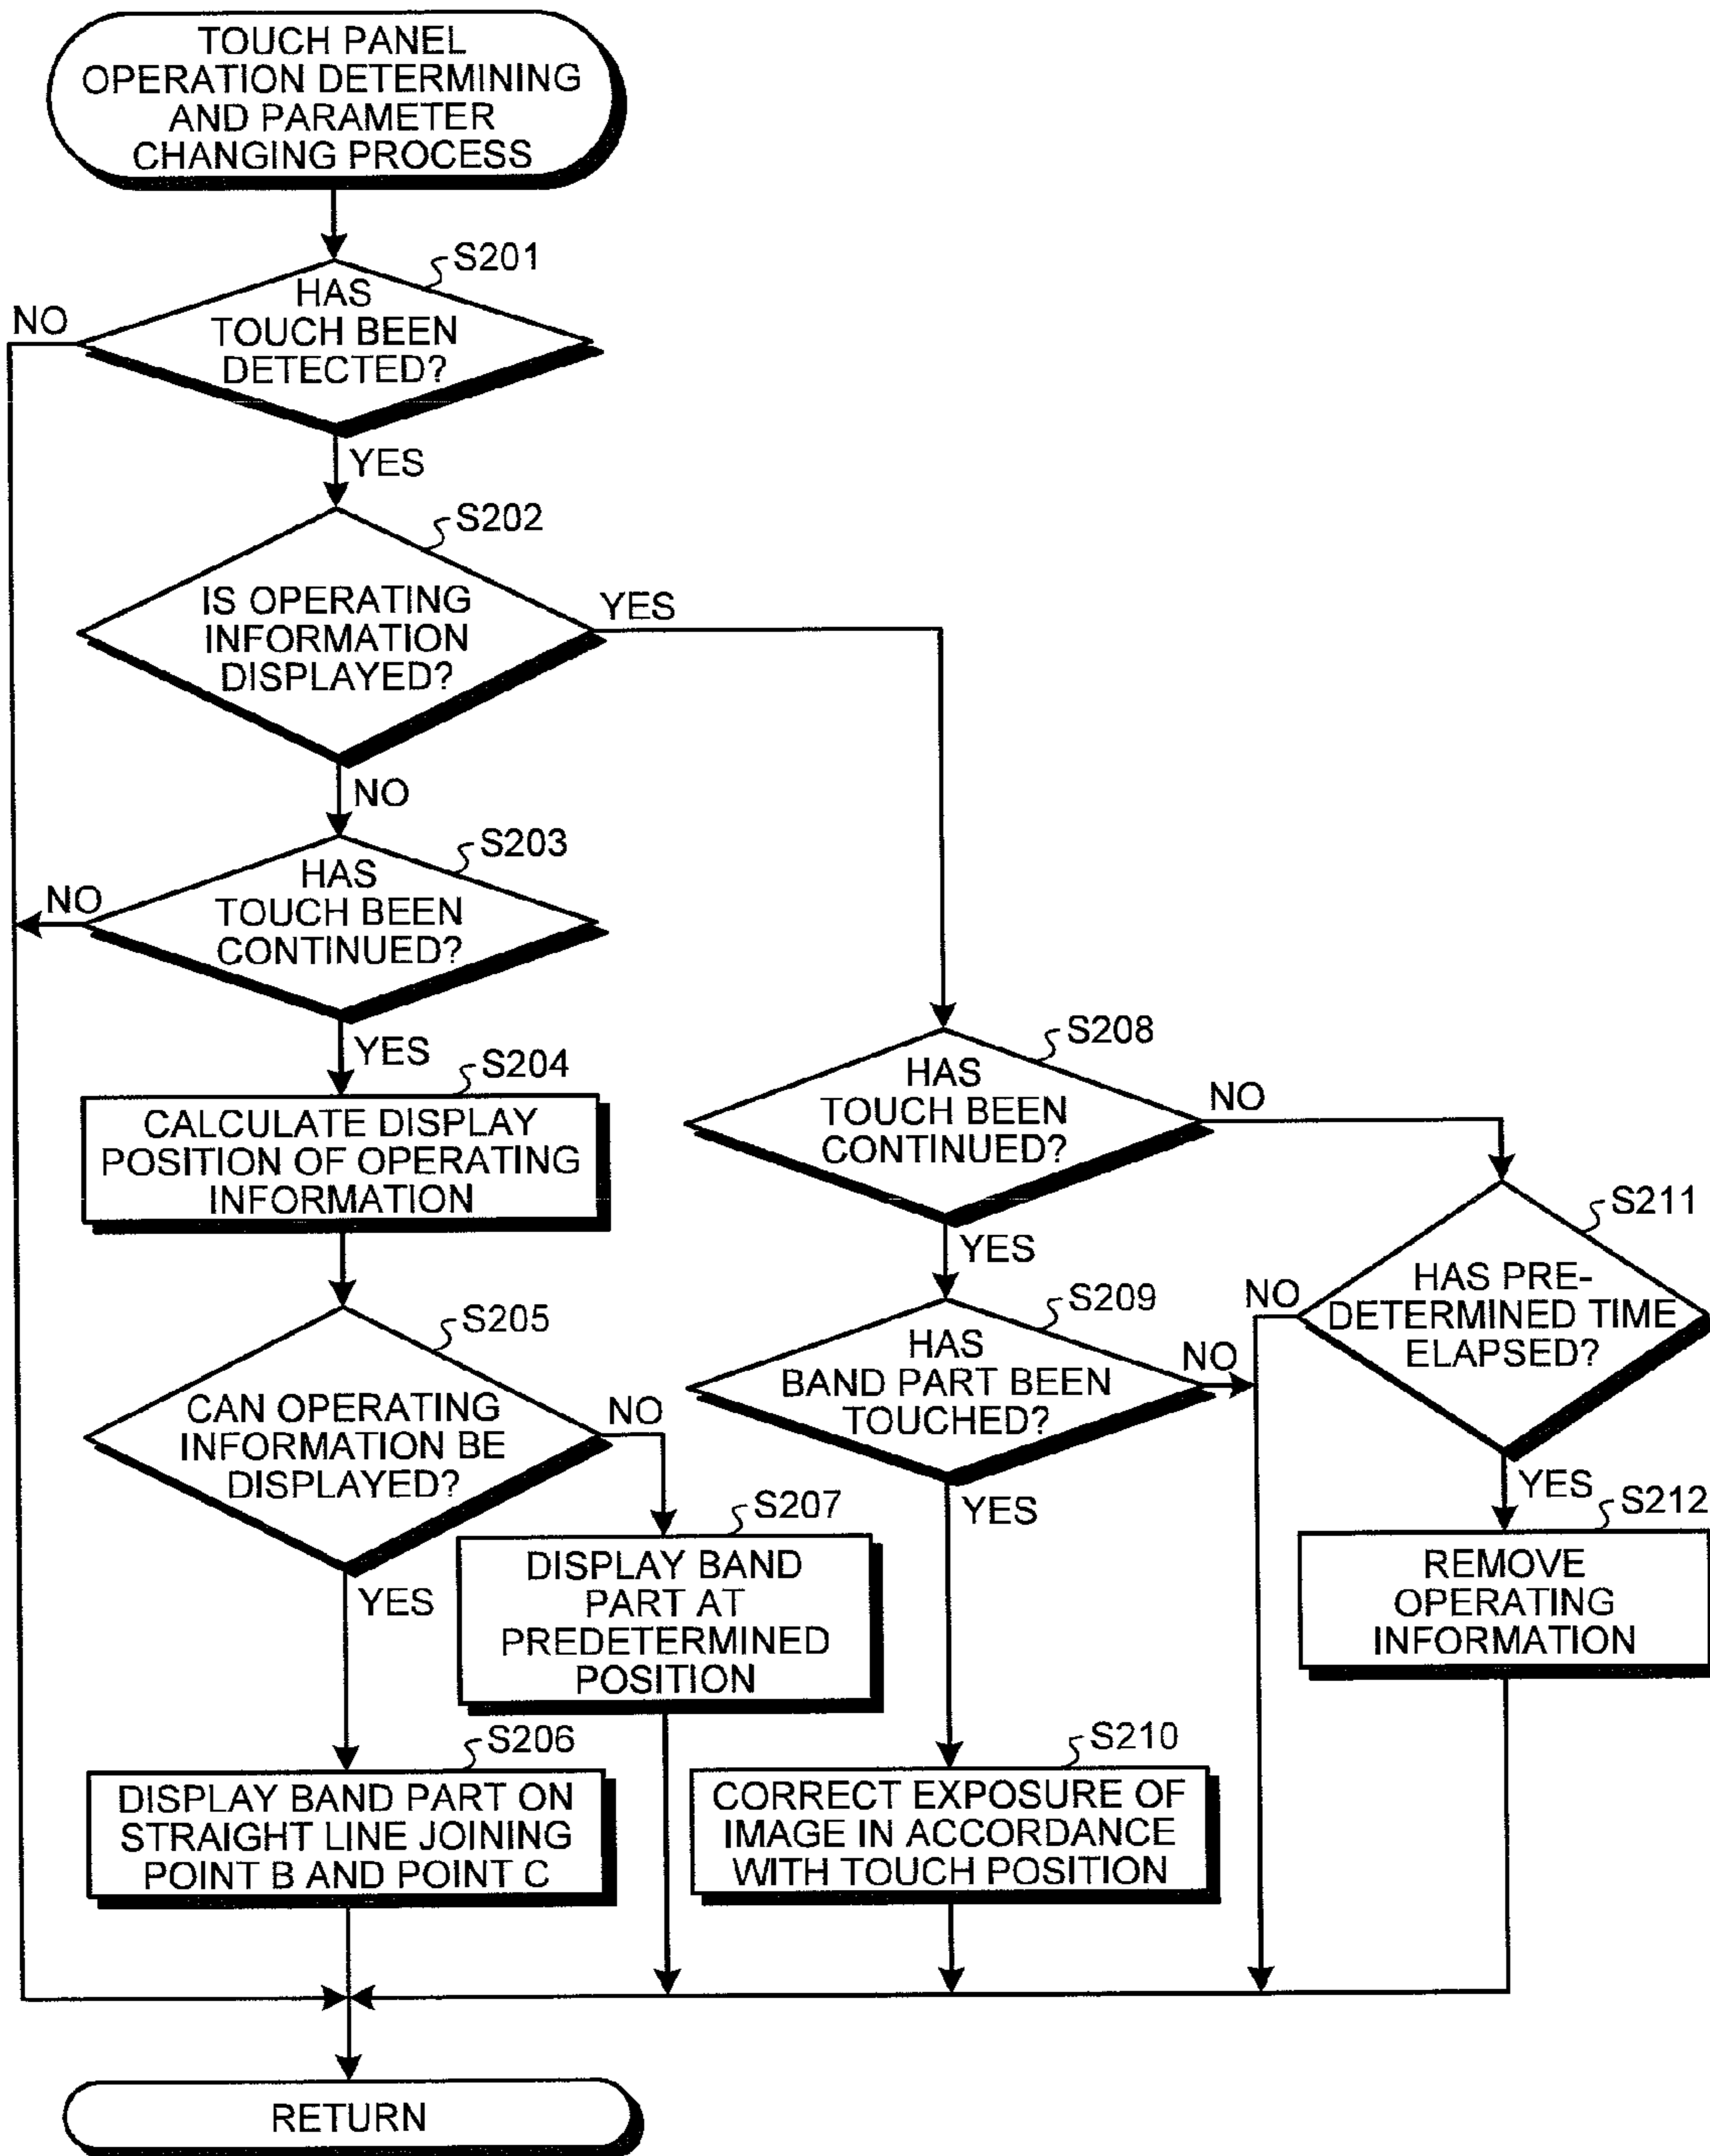 TOUCH PANEL
OPERATION DETERMINING
AND PARAMETER
CHANGING PROCESS
S201
HAS
TOUCH BEEN
DETECTED?
NO
YES
S202
IS OPERATING
INFORMATION
DISPLAYED?
YES
NO
S203
HAS
TOUCH BEEN
CONTINUED?
NO
YES
S204
CALCULATE DISPLAY
POSITION OF OPERATING
INFORMATION
S205
CAN OPERATING
INFORMATION BE
DISPLAYED?
NO
YES
S207
DISPLAY BAND
PART AT
PREDETERMINED
POSITION
S206
DISPLAY BAND PART ON
STRAIGHT LINE JOINING
POINT B AND POINT C
S208
HAS
TOUCH BEEN
CONTINUED?
NO
YES
S209
HAS
BAND PART BEEN
TOUCHED?
NO
YES
S210
CORRECT EXPOSURE OF
IMAGE IN ACCORDANCE
WITH TOUCH POSITION
S211
HAS PRE-
DETERMINED TIME
ELAPSED?
NO
YES
S212
REMOVE
OPERATING
INFORMATION
RETURN